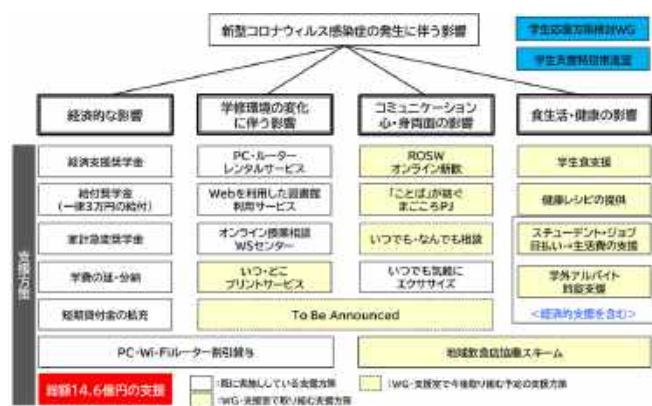 新型コロナウィルス感染症の発生に伴う影響
学生応援方策検討WG
学生支援特設推進室
経済的な影響
学修環境の変化
に伴う影響
コミュニケーション
心・身両面の影響
食生活・健康の影響
支援方策
経済支援奨学金
給付奨学金
(一律3万円の給付)
家計急変奨学金
学費の延・分納
短期貸付金の拡充
PC・ルーター
レンタルサービス
Webを利用した図書館
利用サービス
オンライン授業相談
WSセンター
いつ・どこ
プリントサービス
ROSW
オンライン新歓
「ことば」が紡ぐ
まごころPJ
いつでも・なんでも相談
いつでも気軽に
エクササイズ
To Be Announced
学生食支援
健康レシピの提供
スチューデント・ジョブ
日払い→生活費の支援
学外アルバイト
斡旋支援
<経済的支援を含む>
PC・Wi-Fiルーター割引貸与
地域飲食店協働スキーム
総額14.6億円の支援
:既に実施している支援方策
:WG・支援室で取り組む支援方策
:WG・支援室で今後取り組む予定の支援方策